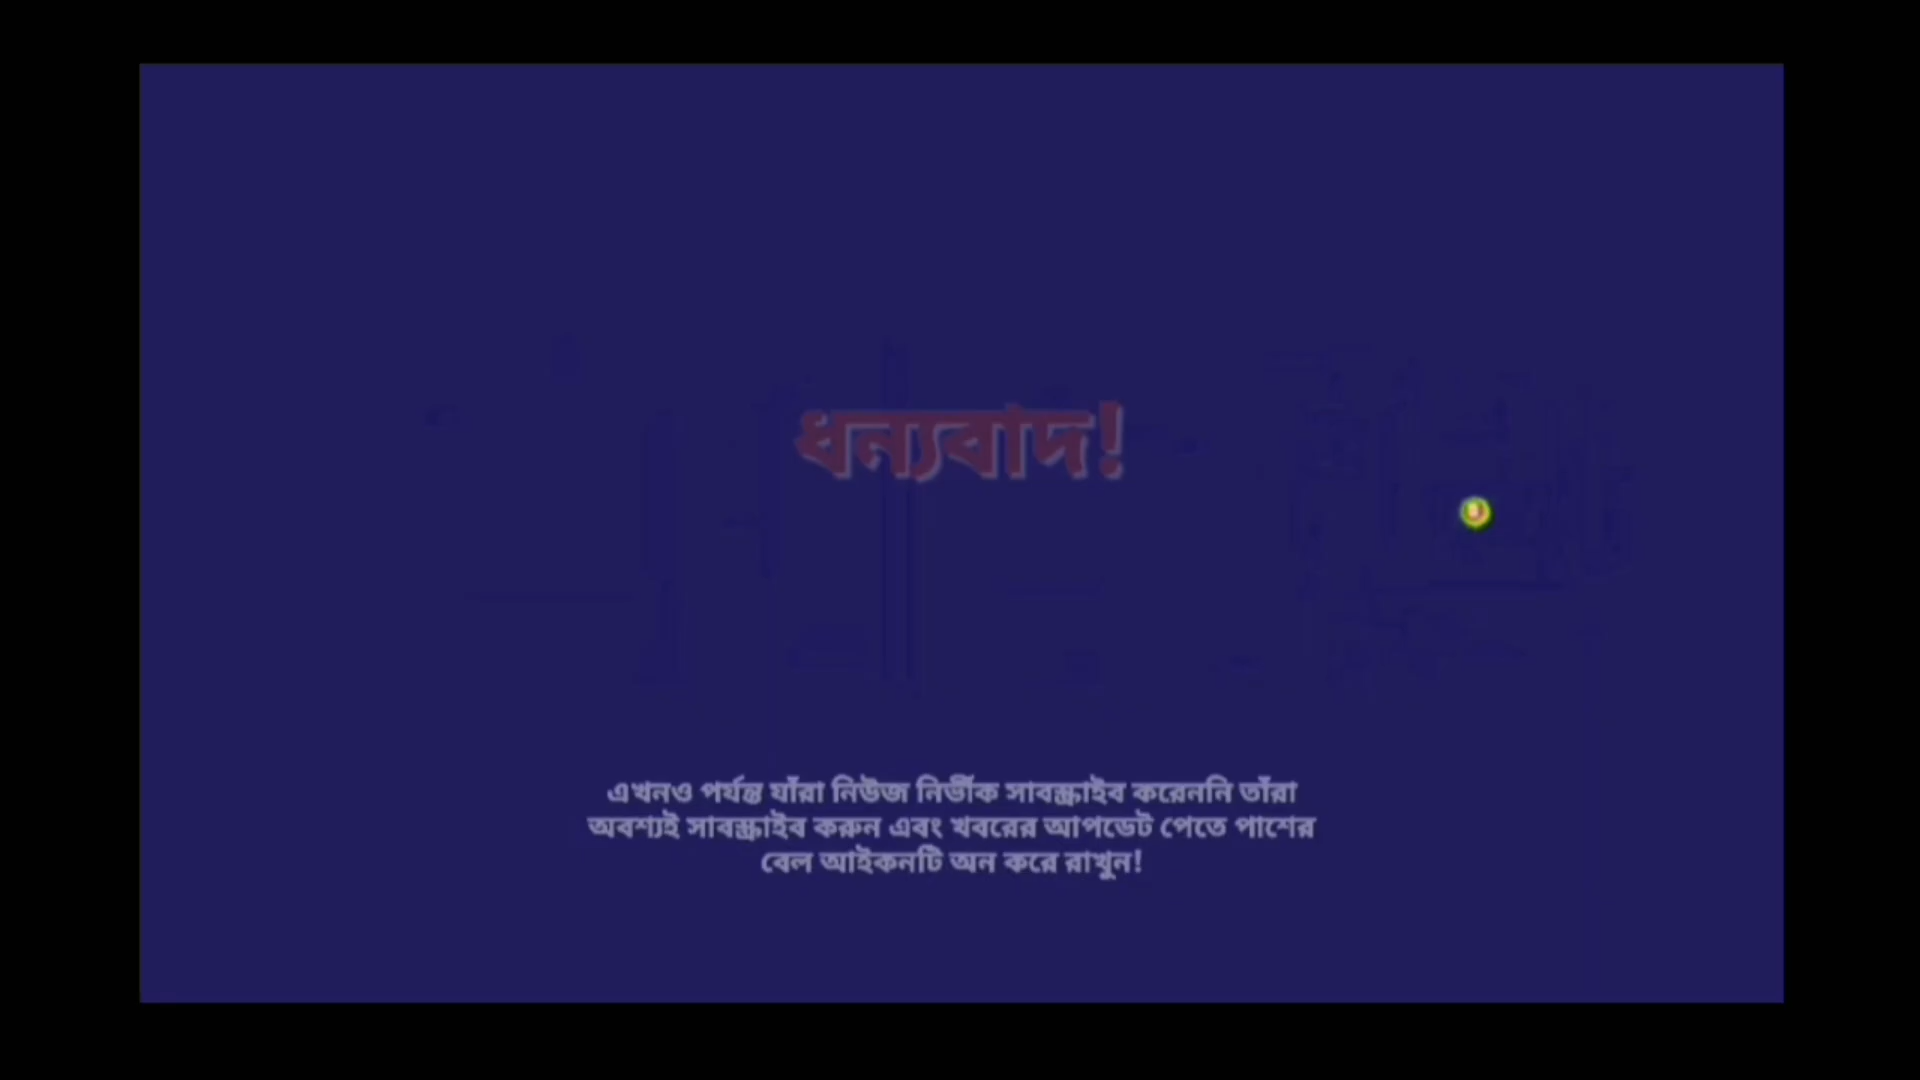 ধন্যবাদ!
এখনও পর্যন্ত যাঁরা নিউজ নির্ভীক সাবস্ক্রাইব করেননি তাঁরা
অবশ্যই সাবস্ক্রাইব করুন এবং খবরের আপডেট পেতে পাশের
বেল আইকনটি অন করে রাখুন!